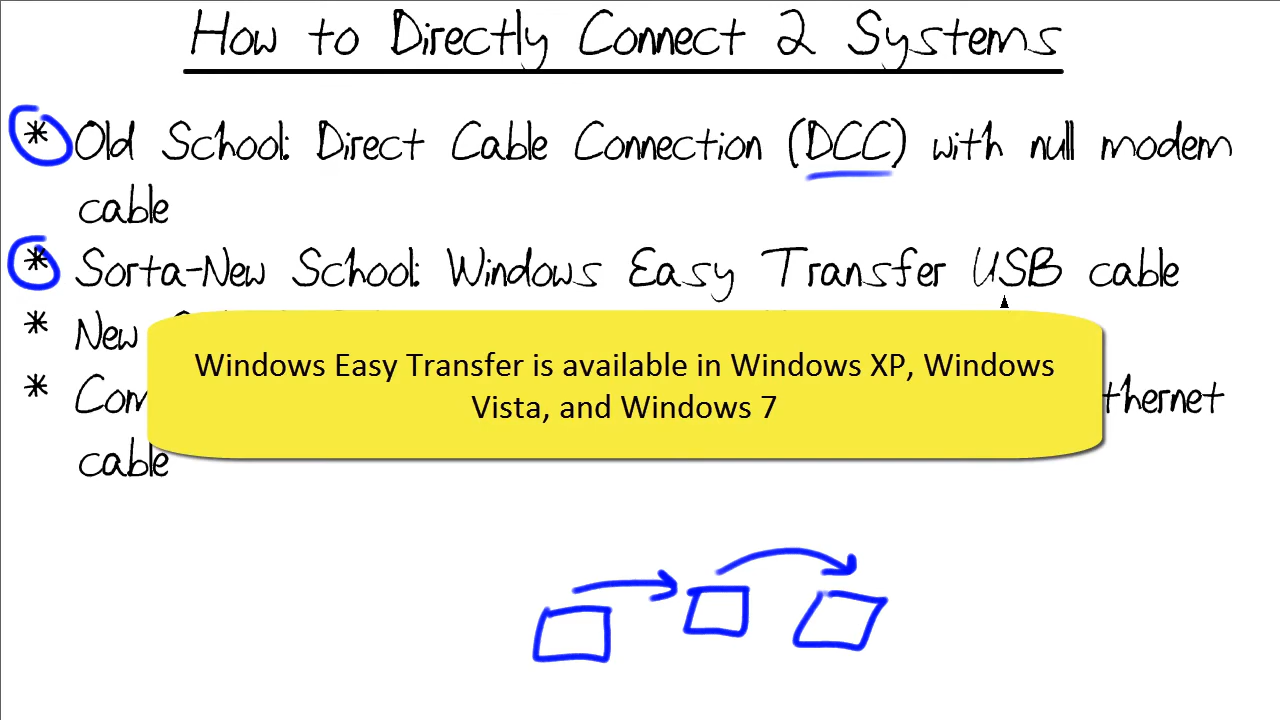 How to Directly Connect 2 Systems
* Old School: Direct Cable Connection (DCC) with null modem
cable
* Sorta-New School: Windows Easy Transfer USB cable
* New
Windows Easy Transfer is available in Windows XP, Windows
Vista, and Windows 7
*
cable